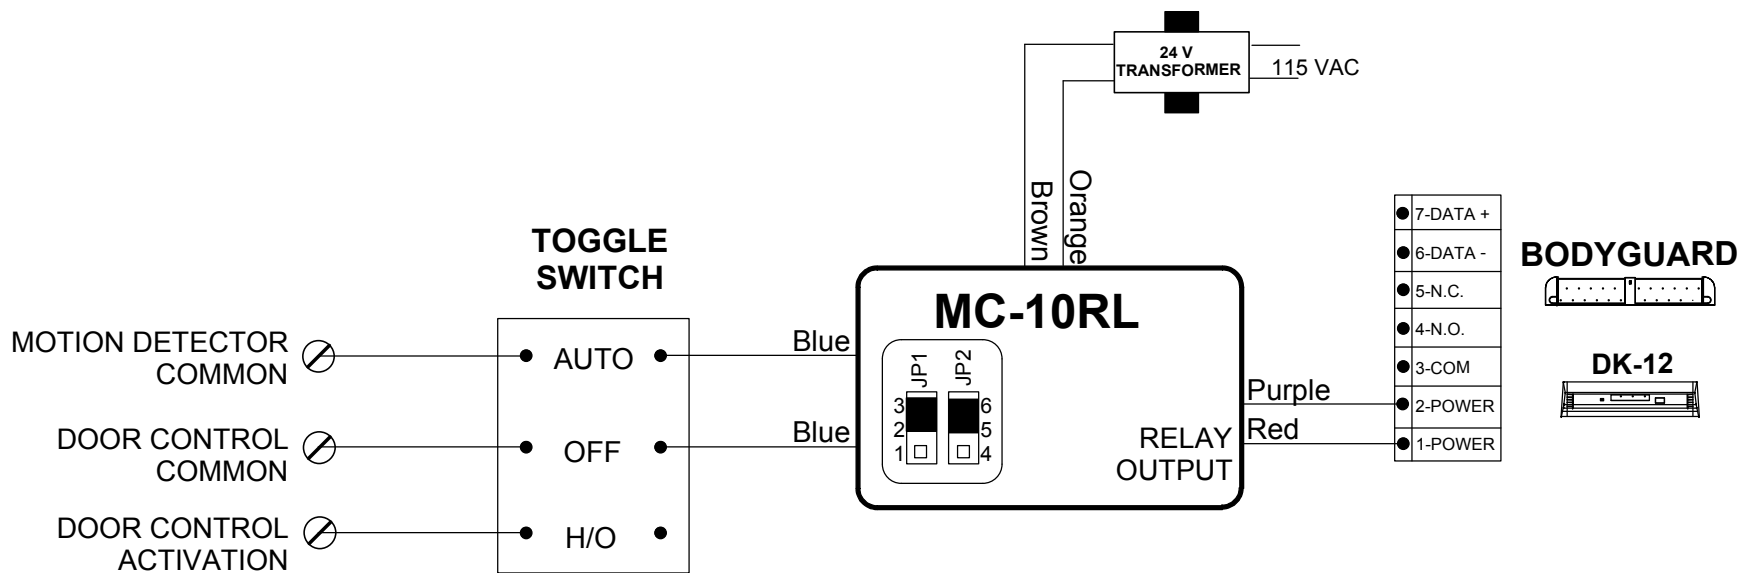 24 V
TRANSFORMER
115 VAC
Brown
Orange
TOGGLE
SWITCH
MOTION DETECTOR
COMMON
AUTO
Blue
DOOR CONTROL
COMMON
OFF
Blue
DOOR CONTROL
ACTIVATION
H/O
MC-10RL
JP1
JP2
3
2
1
6
5
4
RELAY
OUTPUT
Purple
Red
7-DATA +
6-DATA -
5-N.C.
4-N.O.
3-COM
2-POWER
1-POWER
BODYGUARD
DK-12